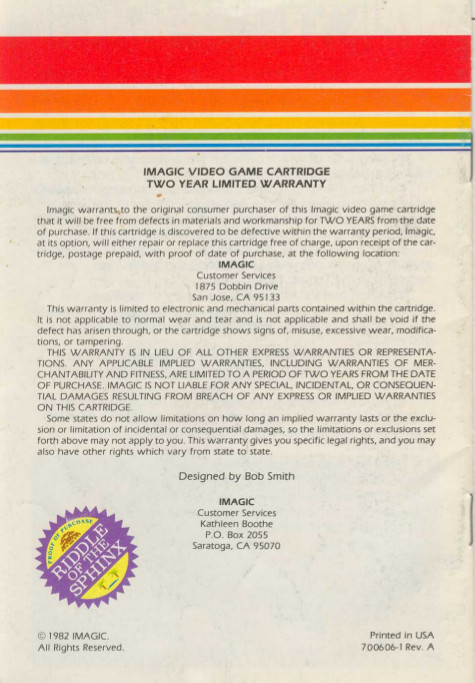 IMAGIC VIDEO GAME CARTRIDGE
TWO YEAR LIMITED WARRANTY
Imagic warrants to the original consumer purchaser of this Imagic video game cartridge
that it will be free from defects in materials and workmanship for TWO YEARS from the date
of purchase. If this cartridge is discovered to be defective within the warranty period, Imagic,
at its option, will either repair or replace this cartridge free of charge, upon receipt of the car-
tridge, postage prepaid, with proof of date of purchase, at the following location:
IMAGIC
Customer Services
1875 Dobbin Drive
San Jose, CA 95133
This warranty is limited to electronic and mechanical parts contained within the cartridge.
It is not applicable to normal wear and tear and is not applicable and shall be void if the
defect has arisen through, or the cartridge shows signs of, misuse, excessive wear, modifica-
tions, or tampering.
THIS WARRANTY IS IN LIEU OF ALL OTHER EXPRESS WARRANTIES OR REPRESENTA-
TIONS. ANY APPLICABLE IMPLIED WARRANTIES, INCLUDING WARRANTIES OF MER-
CHANTABILITY AND FITNESS, ARE LIMITED TO A PERIOD OF TWO YEARS FROM THE DATE
OF PURCHASE. IMAGIC IS NOT LIABLE FOR ANY SPECIAL, INCIDENTAL, OR CONSEQUEN-
TIAL DAMAGES RESULTING FROM BREACH OF ANY EXPRESS OR IMPLIED WARRANTIES
ON THIS CARTRIDGE.
Some states do not allow limitations on how long an implied warranty lasts or the exclu-
sion or limitation of incidental or consequential damages, so the limitations or exclusions set
forth above may not apply to you. This warranty gives you specific legal rights, and you may
also have other rights which vary from state to state.
Designed by Bob Smith
IMAGIC
Customer Services
Kathleen Boothe
P.O. Box 2055
Saratoga, CA 95070
PROOF OF PURCHASE
RIDDLE
OF THE
SPHINX
© 1982 IMAGIC.
All Rights Reserved.
Printed in USA
700606-1 Rev. A